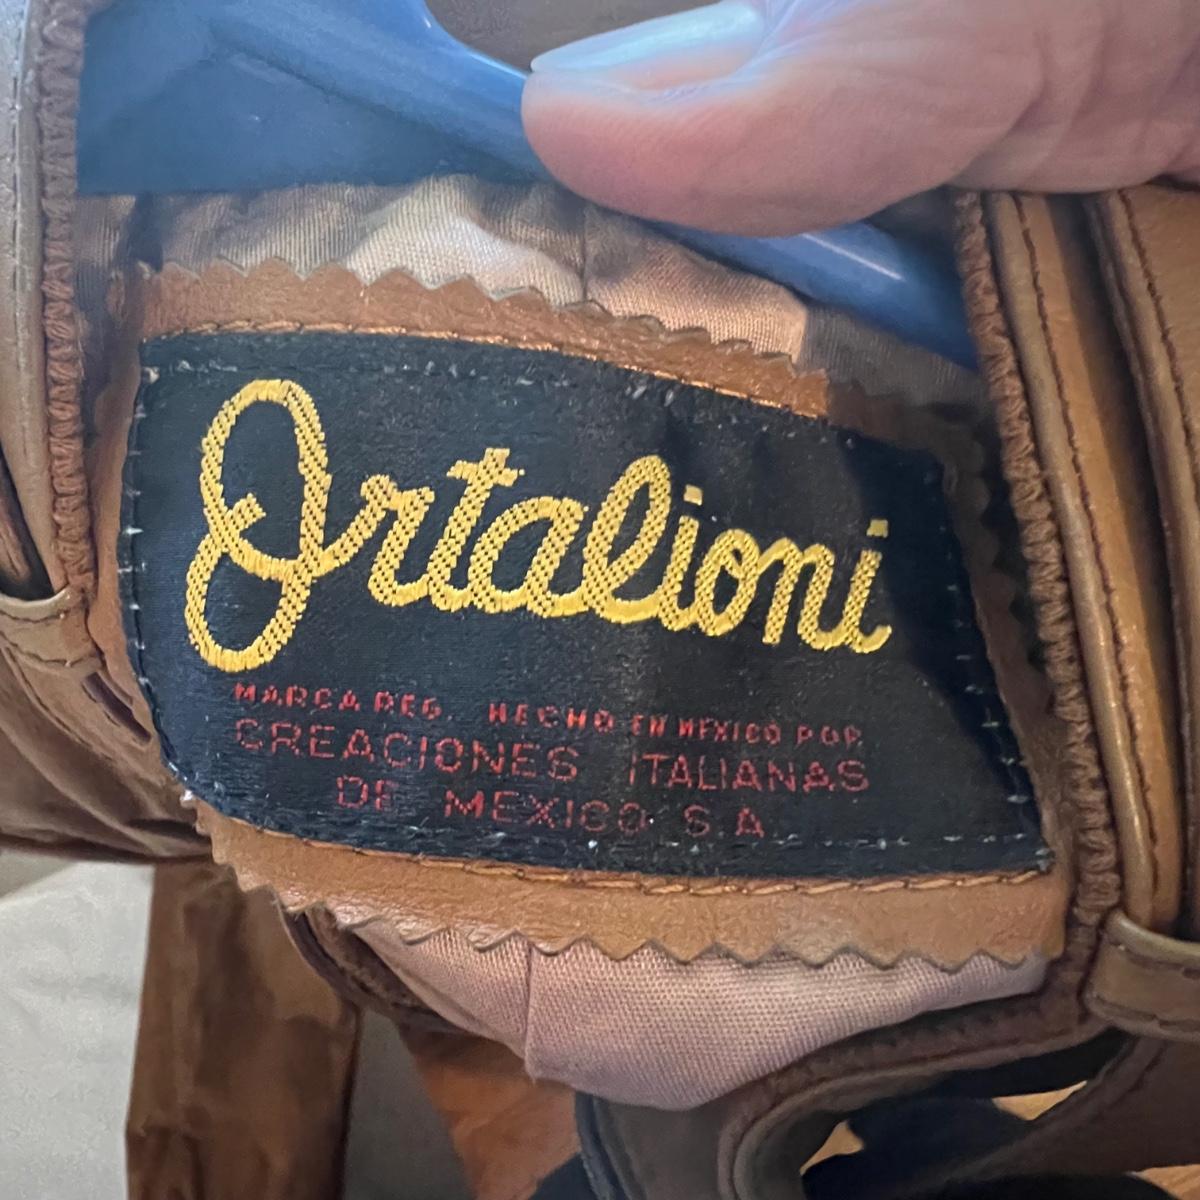 Ortalioni
MARCA REG. HECHO EN MEXICO POR
CREACIONES ITALIANAS
DE MEXICO S.A.